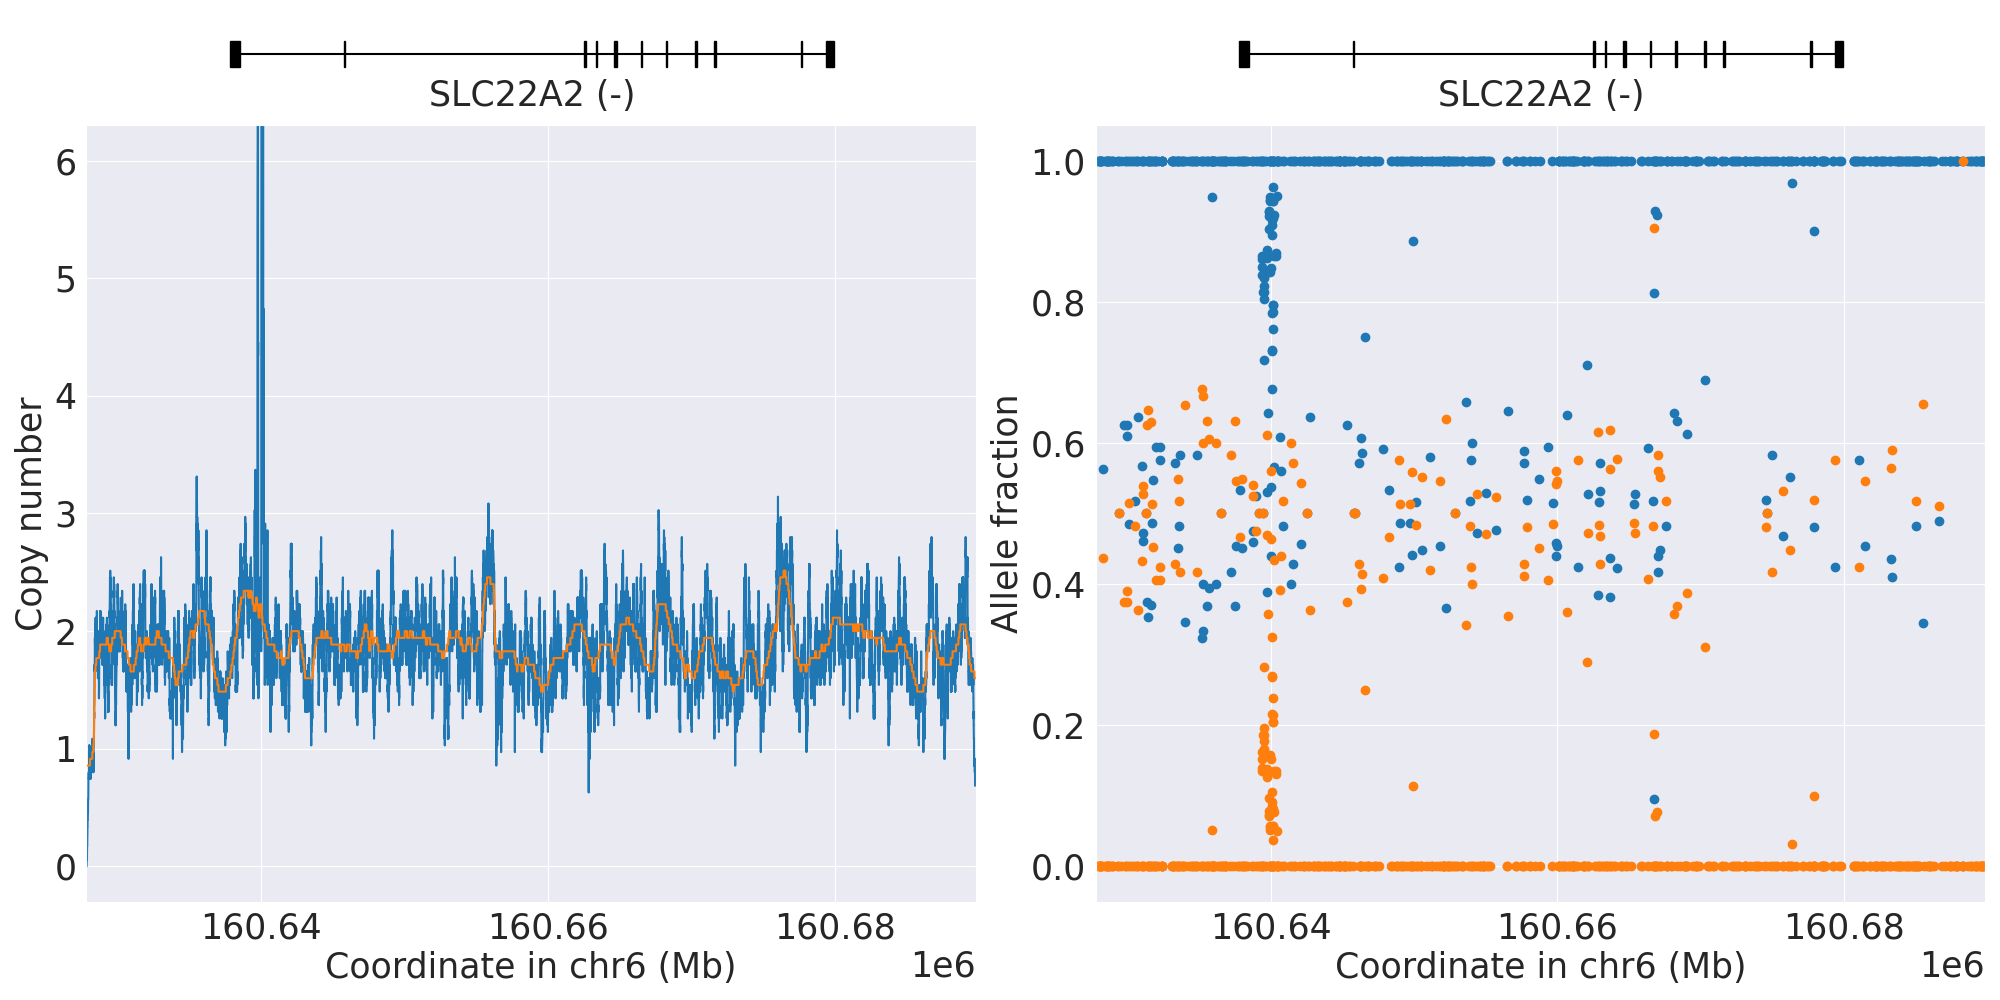 SLC22A2 (-)
6
5
4
3
2
1
0
Copy number
160.64
160.66
160.68
Coordinate in chr6 (Mb)
1e6
SLC22A2 (-)
1.0
0.8
0.6
0.4
0.2
0.0
Allele fraction
160.64
160.66
160.68
Coordinate in chr6 (Mb)
1e6